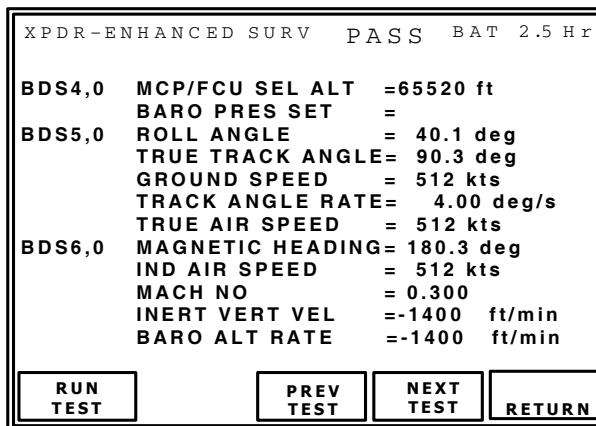 XPDR-ENHANCED SURV PASS BAT 2.5 Hr
BDS4,0 MCP/FCU SEL ALT =65520 ft
BARO PRES SET =
BDS5,0 ROLL ANGLE = 40.1 deg
TRUE TRACK ANGLE= 90.3 deg
GROUND SPEED = 512 kts
TRACK ANGLE RATE= 4.00 deg/s
TRUE AIR SPEED = 512 kts
BDS6,0 MAGNETIC HEADING= 180.3 deg
IND AIR SPEED = 512 kts
MACH NO = 0.300
INERT VERT VEL =-1400 ft/min
BARO ALT RATE =-1400 ft/min
RUN TEST
PREV TEST
NEXT TEST
RETURN